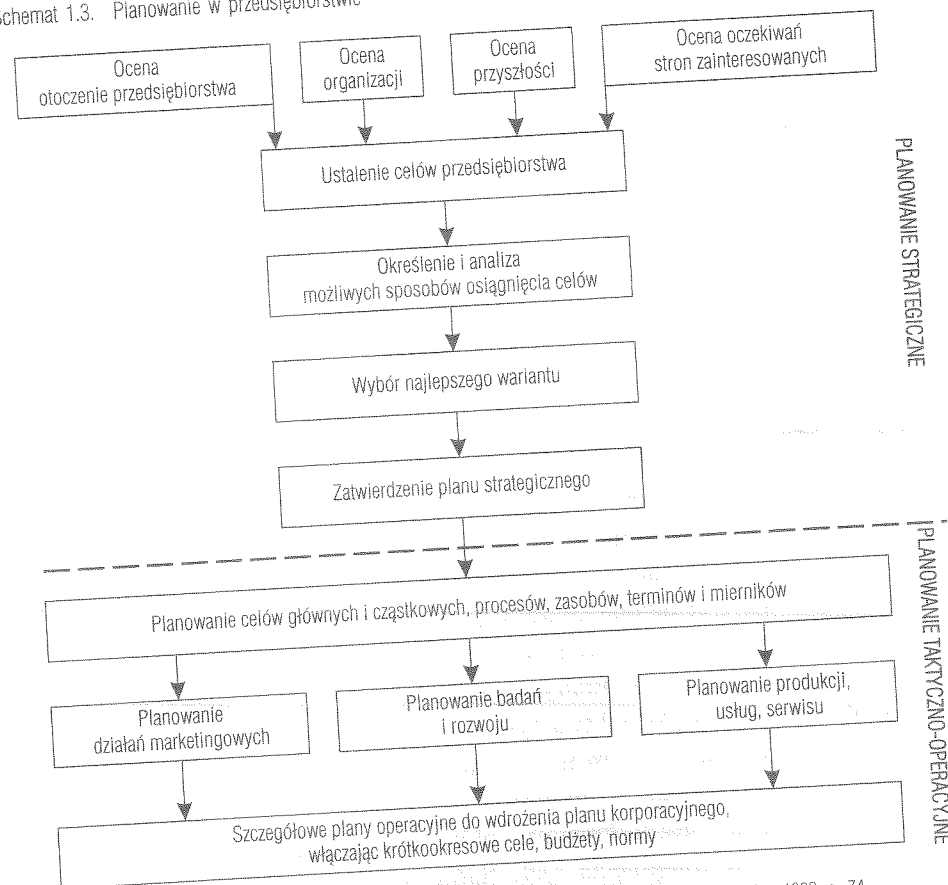 Schemat 1.3. Planowanie w przedsiębiorstwie
Ocena
otoczenie przedsiębiorstwa
Ocena
organizacji
Ocena
przyszłości
Ocena oczekiwań
stron zainteresowanych
Ustalenie celów przedsiębiorstwa
Określenie i analiza
możliwych sposobów osiągnięcia celów
Wybór najlepszego wariantu
Zatwierdzenie planu strategicznego
PLANOWANIE STRATEGICZNE
Planowanie celów głównych i cząstkowych, procesów, zasobów, terminów i mierników
Planowanie
działań marketingowych
Planowanie badań
i rozwoju
Planowanie produkcji,
usług, serwisu
Szczegółowe plany operacyjne do wdrożenia planu korporacyjnego,
włączając krótkookresowe cele, budżety, normy
PLANOWANIE TAKTYCZNO-OPERACYJNE